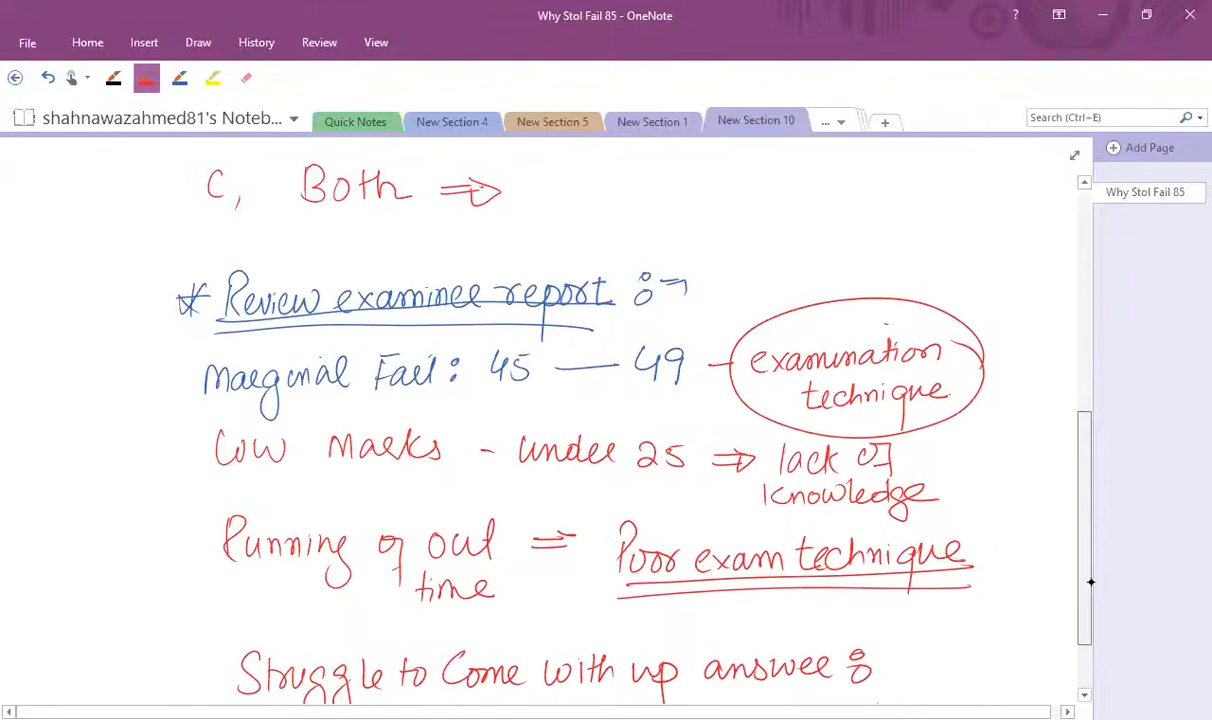 Why Stol Fail 85 - OneNote
?
File Home Insert Draw History Review View
shahnawazahmed81's Noteb... Quick Notes New Section 4 New Section 5 New Section 1 New Section 10 ... Search (Ctrl+E)
Add Page
Why Stol Fail 85
C, Both ⇒
* Review examinee report :-
Marginal Fail: 45 — 49 - examination
technique
Low Marks - under 25 ⇒ lack of
knowledge
Running of out = Poor exam technique
time
Struggle to Come with up answer :